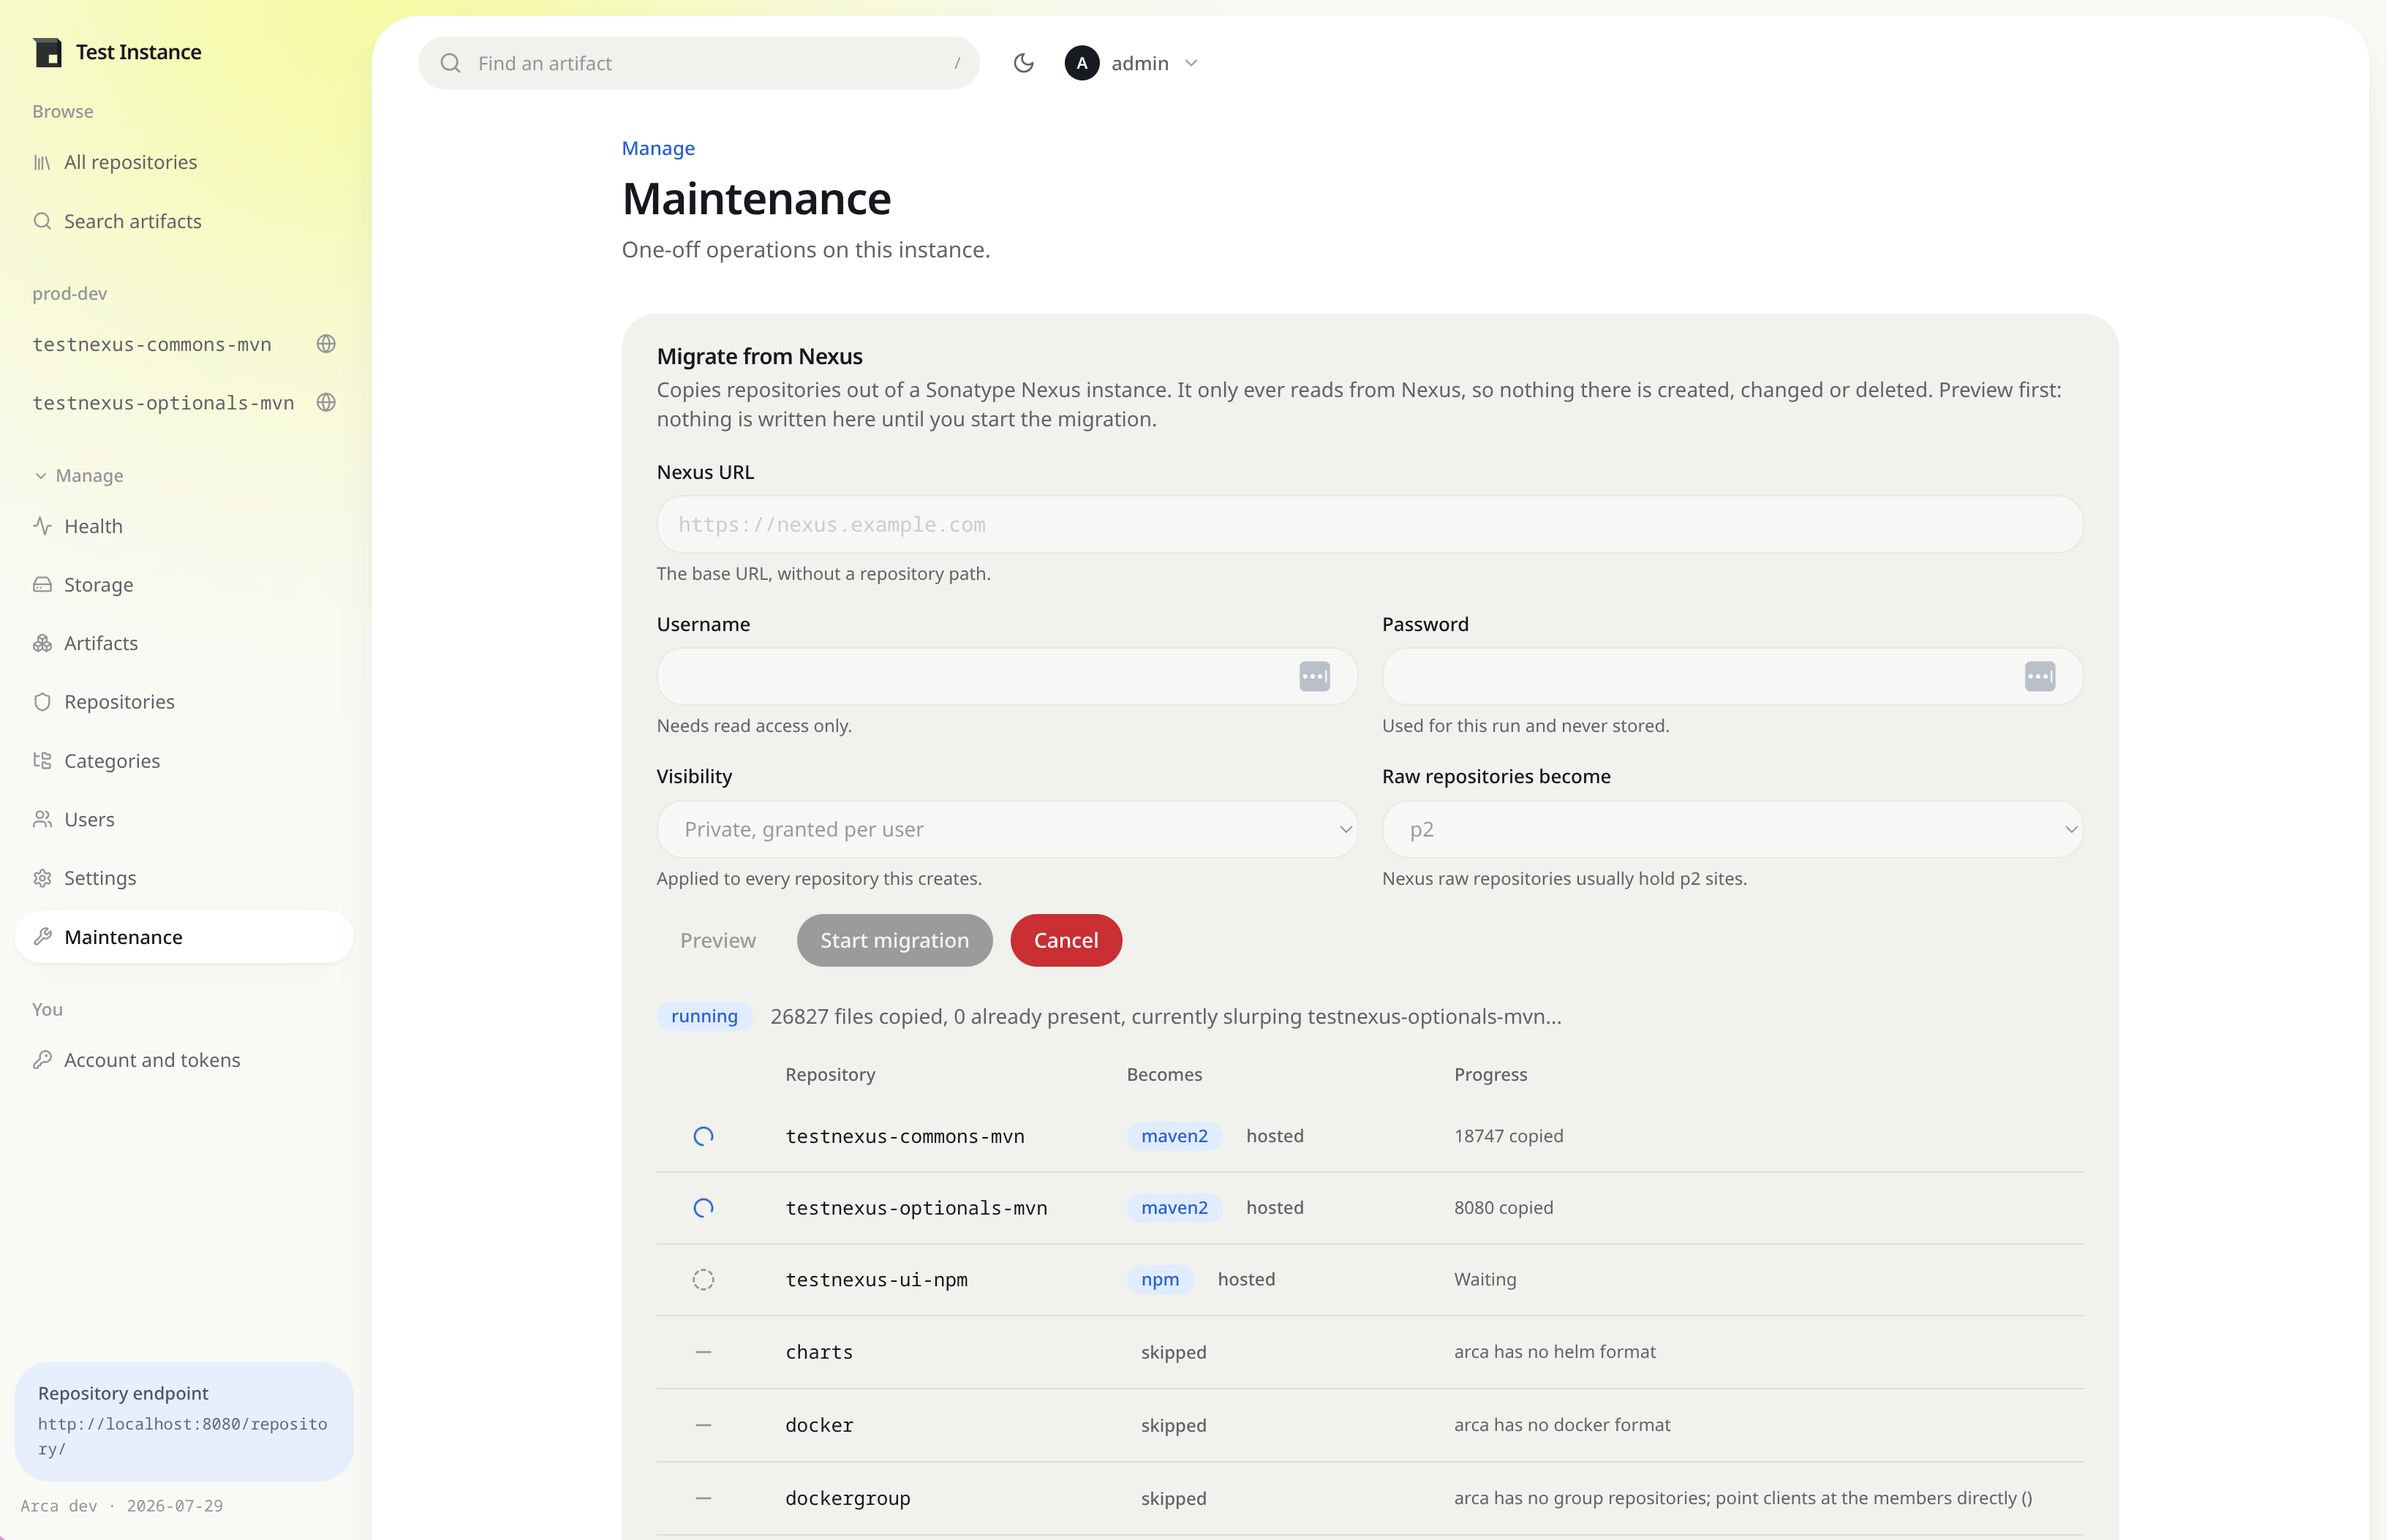 Test Instance
Browse
All repositories
Search artifacts
prod-dev
testnexus-commons-mvn
testnexus-optionals-mvn
Manage
Health
Storage
Artifacts
Repositories
Categories
Users
Settings
Maintenance
You
Account and tokens
Repository endpoint
http://localhost:8080/reposito
ry/
Arca dev · 2026-07-29
Find an artifact /
A admin
Manage
Maintenance
One-off operations on this instance.
Migrate from Nexus
Copies repositories out of a Sonatype Nexus instance. It only ever reads from Nexus, so nothing there is created, changed or deleted. Preview first:
nothing is written here until you start the migration.
Nexus URL
https://nexus.example.com
The base URL, without a repository path.
Username Password
Needs read access only. Used for this run and never stored.
Visibility Raw repositories become
Private, granted per user p2
Applied to every repository this creates. Nexus raw repositories usually hold p2 sites.
Preview Start migration Cancel
running 26827 files copied, 0 already present, currently slurping testnexus-optionals-mvn...
Repository Becomes Progress
testnexus-commons-mvn maven2 hosted 18747 copied
testnexus-optionals-mvn maven2 hosted 8080 copied
testnexus-ui-npm npm hosted Waiting
charts skipped arca has no helm format
docker skipped arca has no docker format
dockergroup skipped arca has no group repositories; point clients at the members directly ()